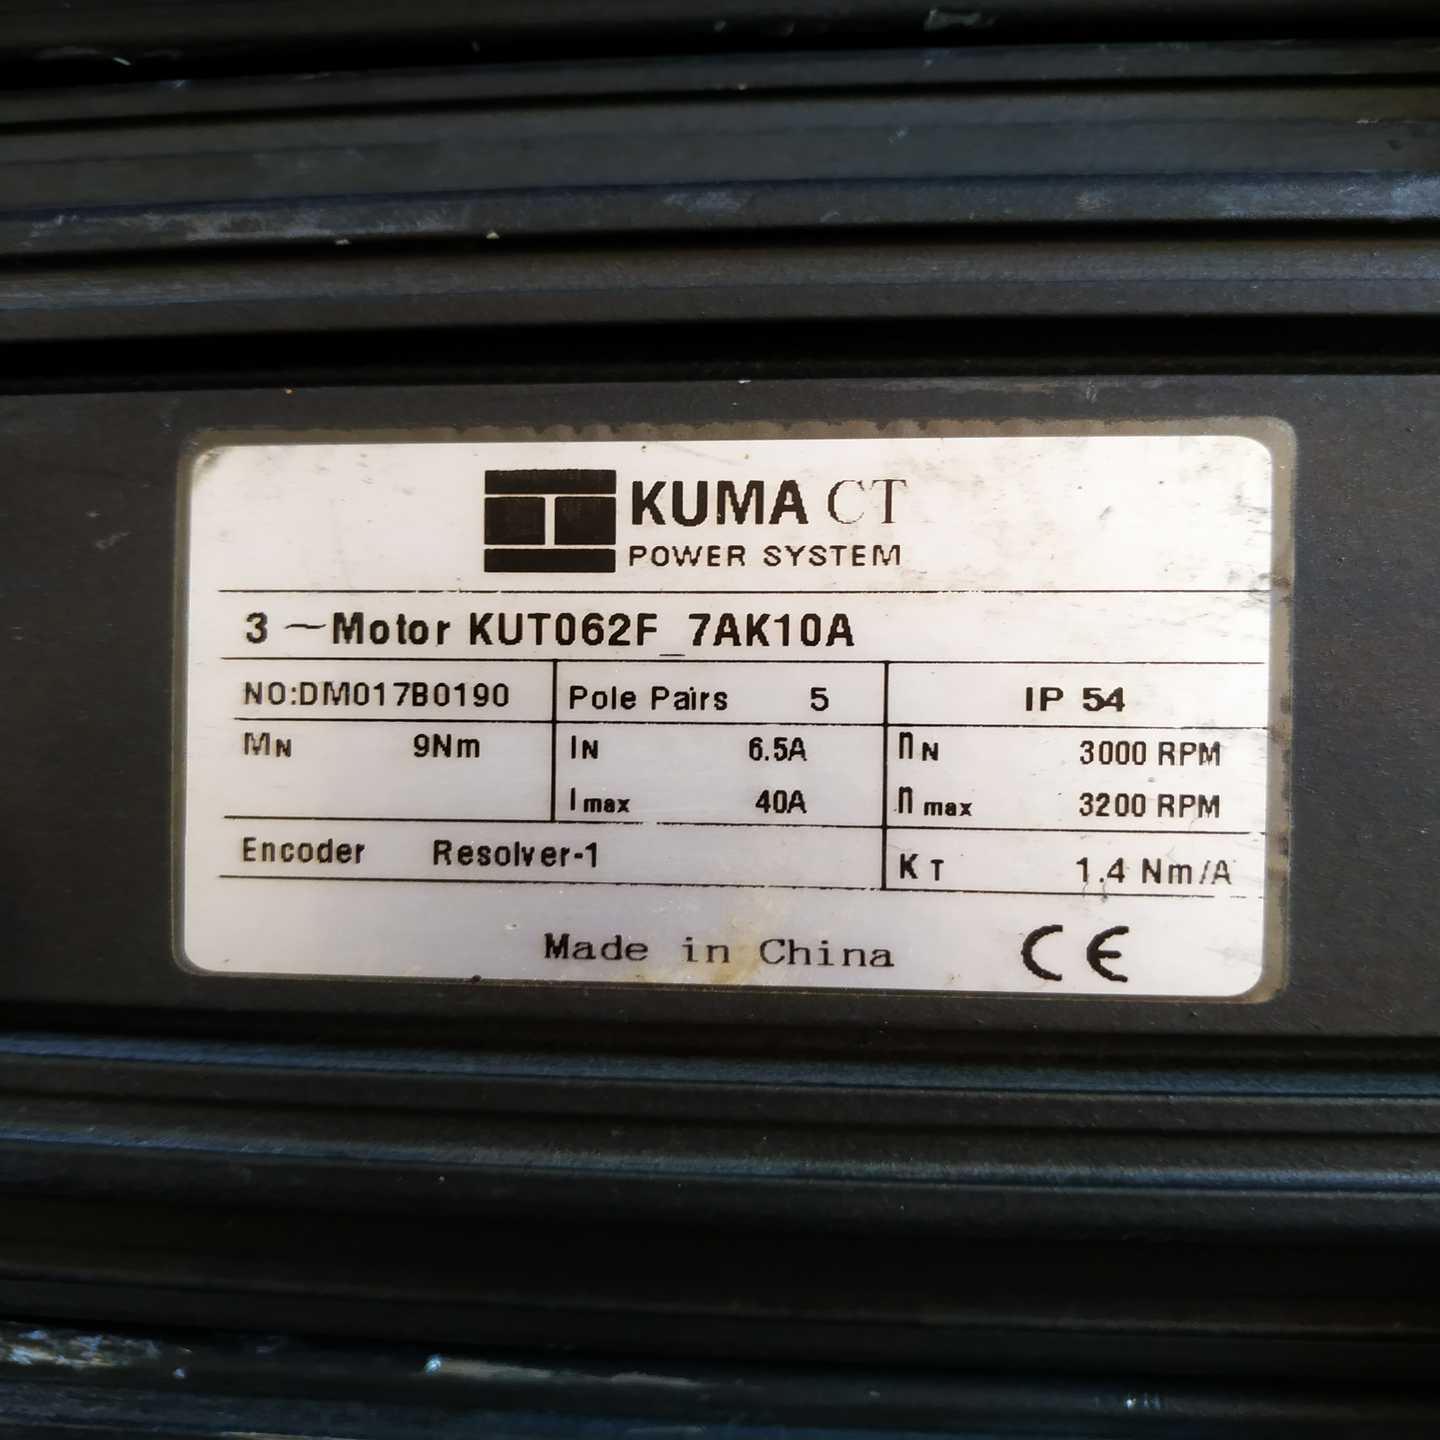 KUMA CT
POWER SYSTEM
3 ~Motor KUT062F_7AK10A
NO:DM017B0190 Pole Pairs 5 IP 54
MN 9Nm IN 6.5A nN 3000 RPM
Imax 40A nmax 3200 RPM
Encoder Resolver-1 KT 1.4 Nm/A
Made in China CE